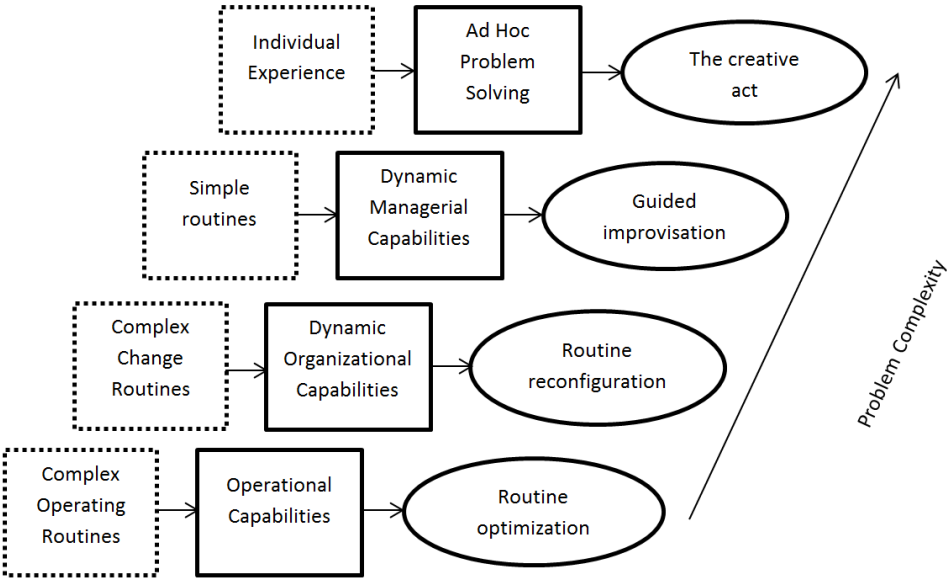 Individual
Experience
Ad Hoc
Problem
Solving
The creative
act
Simple
routines
Dynamic
Managerial
Capabilities
Guided
improvisation
Complex
Change
Routines
Dynamic
Organizational
Capabilities
Routine
reconfiguration
Complex
Operating
Routines
Operational
Capabilities
Routine
optimization
Problem Complexity